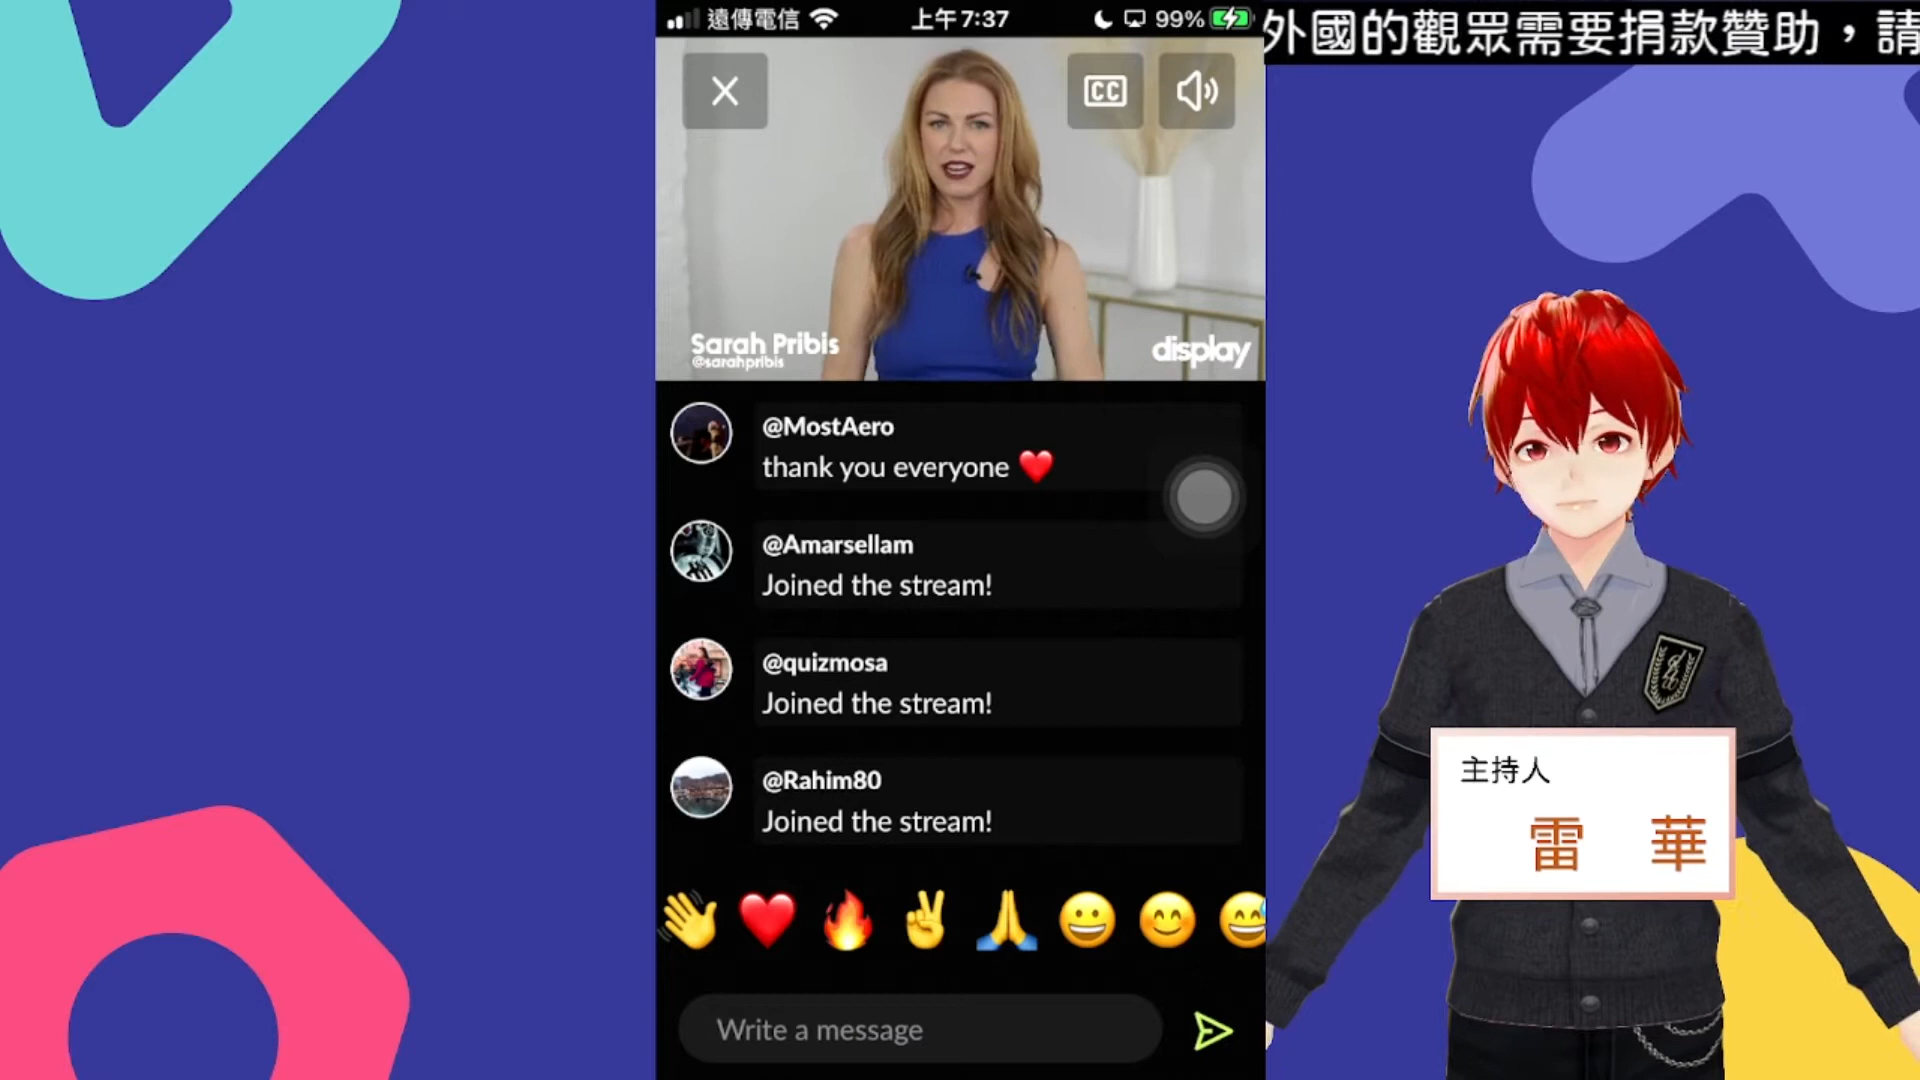 遠傳電信
上午7:37
99%
外國的觀眾需要捐款贊助，請
CC
Sarah Pribis
@sarahpribis
display
@MostAero
thank you everyone ❤️
@Amarsellam
Joined the stream!
@quizmosa
Joined the stream!
@Rahim80
Joined the stream!
👋❤️🔥✌️🙏😀😊😅
Write a message
主持人
雷 華